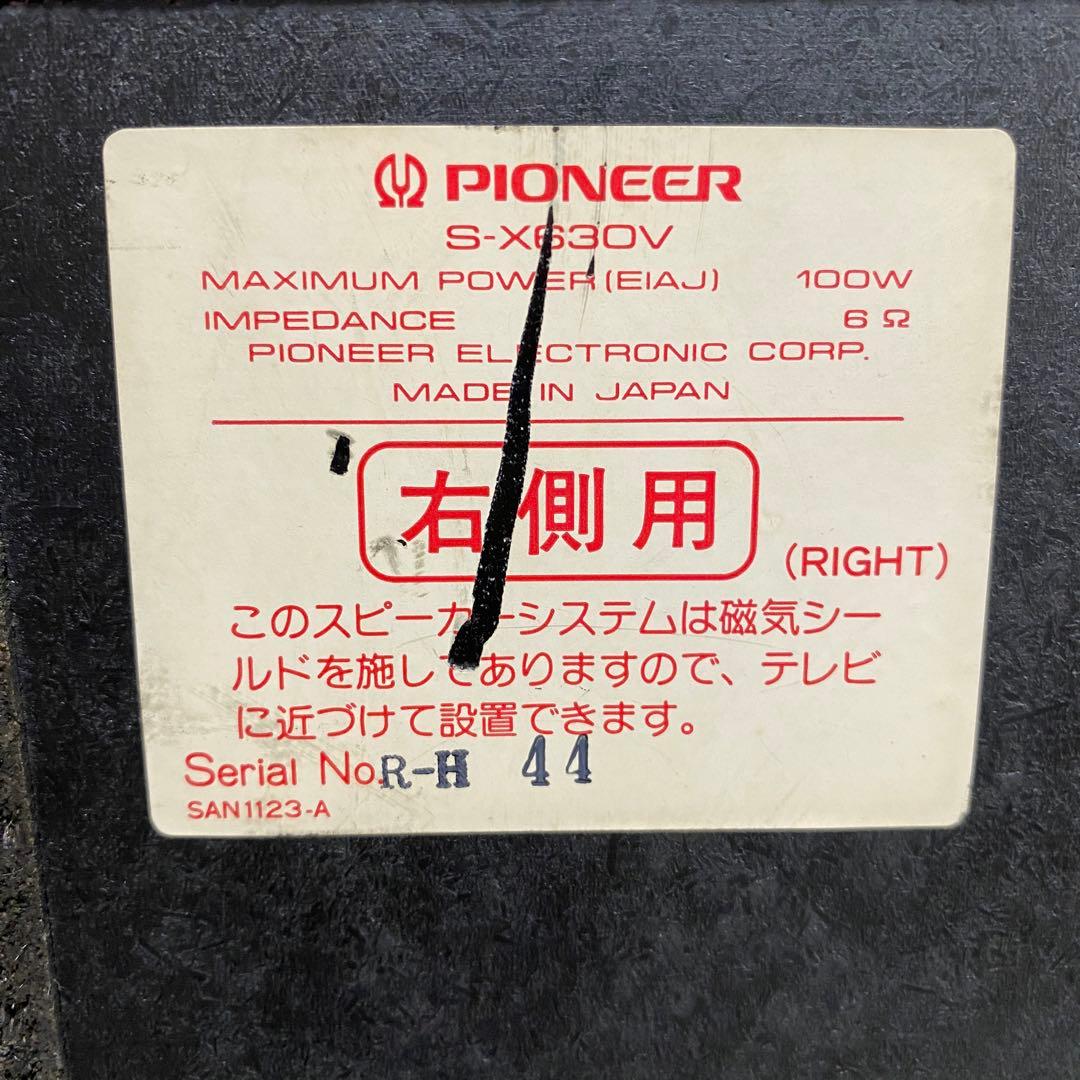 PIONEER
S-X630V
MAXIMUM POWER (EIAJ) 100W
IMPEDANCE 6 Ω
PIONEER ELECTRONIC CORP.
MADE IN JAPAN
右側用
(RIGHT)
このスピーカーシステムは磁気シー
ルドを施してありますので、テレビ
に近づけて設置できます。
Serial No. R-H 44
SAN1123-A